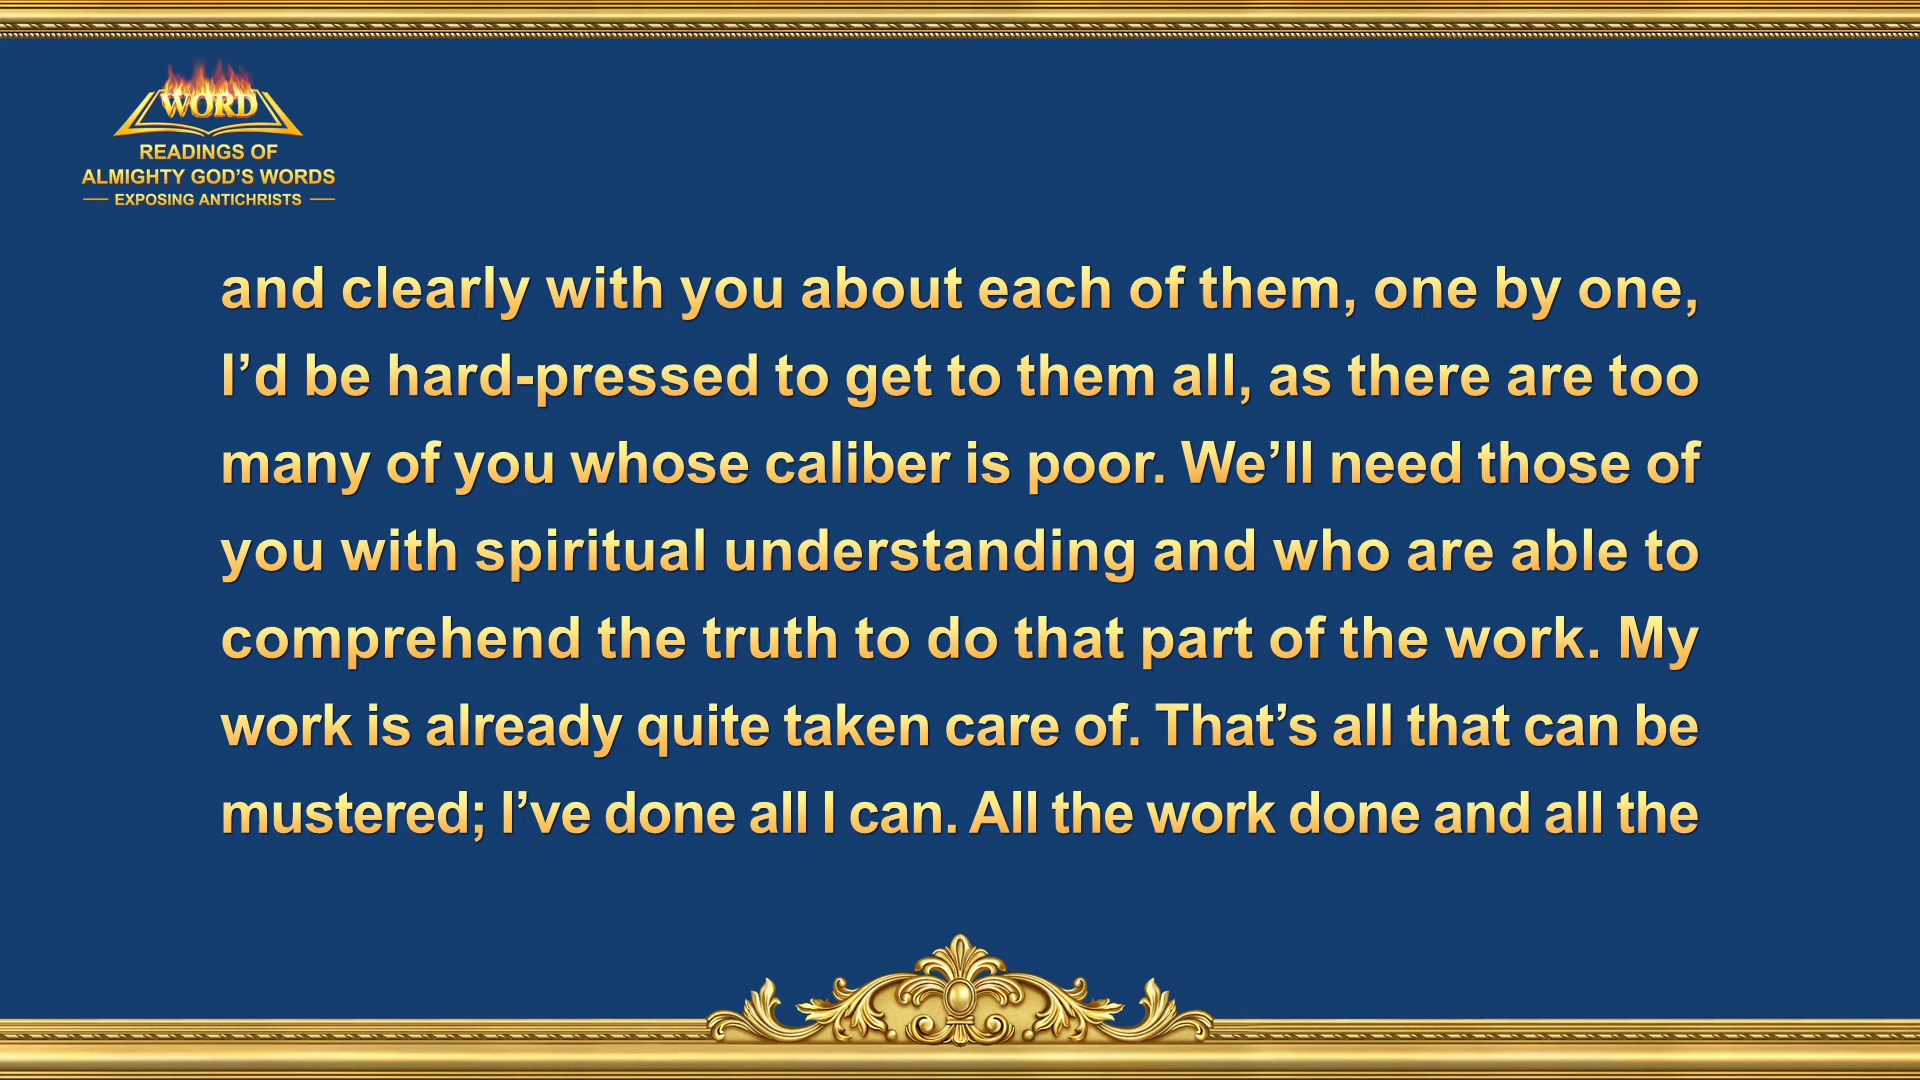 WORD
READINGS OF
ALMIGHTY GOD’S WORDS
EXPOSING ANTICHRISTS
and clearly with you about each of them, one by one,
I’d be hard-pressed to get to them all, as there are too
many of you whose caliber is poor. We’ll need those of
you with spiritual understanding and who are able to
comprehend the truth to do that part of the work. My
work is already quite taken care of. That’s all that can be
mustered; I’ve done all I can. All the work done and all the